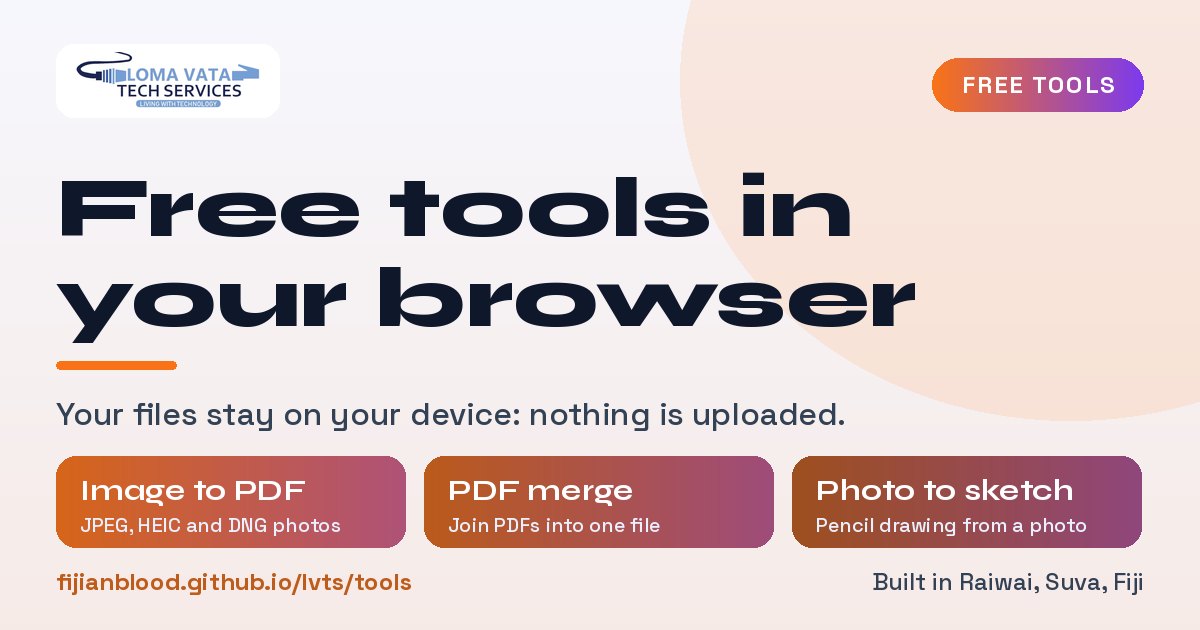 LOMA VATA
TECH SERVICES
LIVING WITH TECHNOLOGY
FREE TOOLS
Free tools in
your browser
Your files stay on your device: nothing is uploaded.
Image to PDF
JPEG, HEIC and DNG photos
PDF merge
Join PDFs into one file
Photo to sketch
Pencil drawing from a photo
fijianblood.github.io/lvts/tools
Built in Raiwai, Suva, Fiji